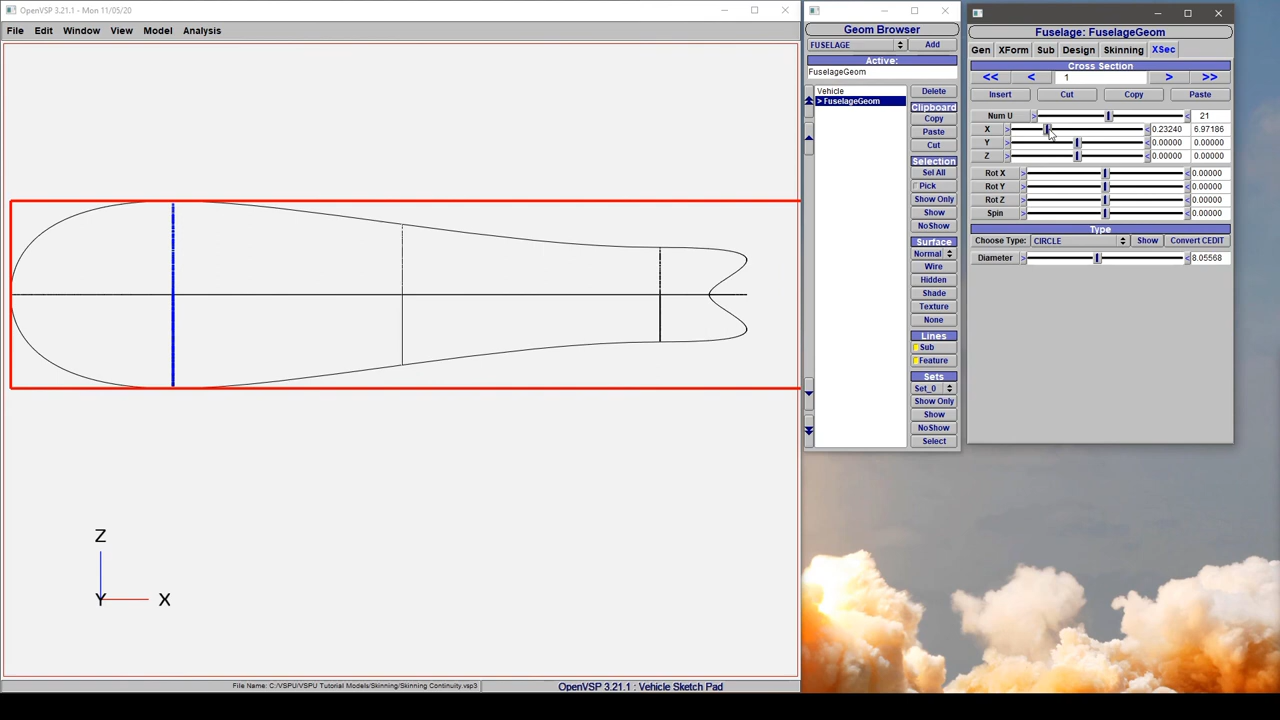 OpenVSP 3.21.1 - Mon 11/05/20
File Edit Window View Model Analysis
Z
Y X
File Name: C:/VSPU/VSPU Tutorial Models/Skinning/Skinning Continuity.vsp3
OpenVSP 3.21.1 : Vehicle Sketch Pad
Geom Browser
FUSELAGE Add
Active:
FuselageGeom
Vehicle
> FuselageGeom
Delete
Clipboard
Copy
Paste
Cut
Selection
Sel All
Pick
Show Only
Show
NoShow
Surface
Normal
Wire
Hidden
Shade
Texture
None
Lines
Sub
Feature
Sets
Set_0
Show Only
Show
NoShow
Select
Fuselage: FuselageGeom
Gen XForm Sub Design Skinning XSec
Cross Section
<< < 1 > >>
Insert Cut Copy Paste
Num U > < 21
X > < 0.23240 6.97186
Y > < 0.00000 0.00000
Z > < 0.00000 0.00000
Rot X > < 0.00000
Rot Y > < 0.00000
Rot Z > < 0.00000
Spin > < 0.00000
Type
Choose Type: CIRCLE Show Convert CEDIT
Diameter > < 8.05568